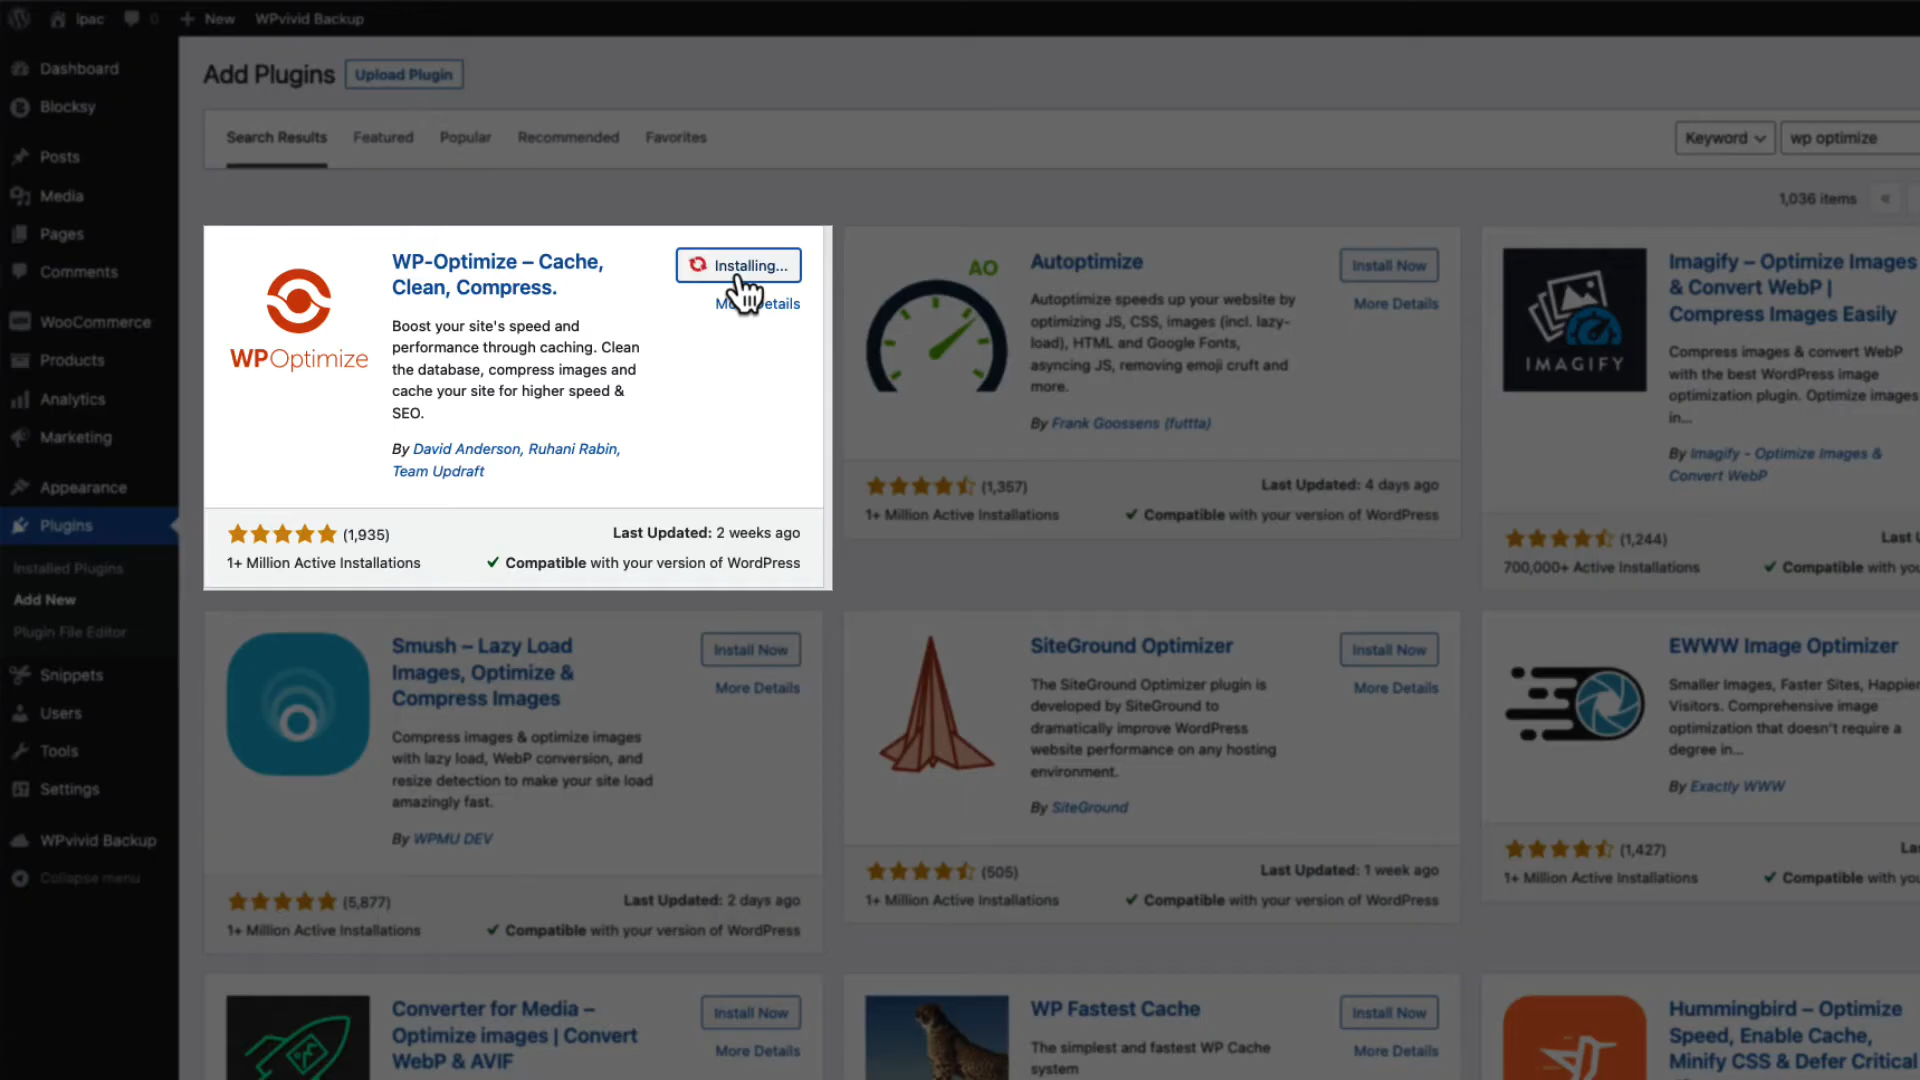 Ipac
0
New
WPvivid Backup
Dashboard
Blocksy
Posts
Media
Pages
Comments
WooCommerce
Products
Analytics
Marketing
Appearance
Plugins
Installed Plugins
Add New
Plugin File Editor
Snippets
Users
Tools
Settings
WPvivid Backup
Collapse menu
Add Plugins
Upload Plugin
Search Results
Featured
Popular
Recommended
Favorites
Keyword
wp optimize
1,036 items
«
WPOptimize
WP-Optimize – Cache,
Clean, Compress.
Installing...
Boost your site's speed and
performance through caching. Clean
the database, compress images and
cache your site for higher speed &
SEO.
By David Anderson, Ruhani Rabin,
Team Updraft
(1,935)
Last Updated: 2 weeks ago
1+ Million Active Installations
Compatible with your version of WordPress
AO
Autoptimize
Install Now
More Details
Autoptimize speeds up your website by
optimizing JS, CSS, images (incl. lazy-
load), HTML and Google Fonts,
asyncing JS, removing emoji cruft and
more.
By Frank Goossens (futtta)
(1,357)
Last Updated: 4 days ago
1+ Million Active Installations
Compatible with your version of WordPress
IMAGIFY
Imagify – Optimize Images
& Convert WebP |
Compress Images Easily
Compress images & convert WebP
with the best WordPress image
optimization plugin. Optimize images
in...
By Imagify - Optimize Images &
Convert WebP
(1,244)
Last
700,000+ Active Installations
Compatible with
Smush – Lazy Load
Images, Optimize &
Compress Images
Install Now
More Details
Compress images & optimize images
with lazy load, WebP conversion, and
resize detection to make your site load
amazingly fast.
By WPMU DEV
(5,877)
Last Updated: 2 days ago
1+ Million Active Installations
Compatible with your version of WordPress
SiteGround Optimizer
Install Now
More Details
The SiteGround Optimizer plugin is
developed by SiteGround to
dramatically improve WordPress
website performance on any hosting
environment.
By SiteGround
(505)
Last Updated: 1 week ago
1+ Million Active Installations
Compatible with your version of WordPress
EWWW Image Optimizer
Smaller Images, Faster Sites, Happier
Visitors. Comprehensive image
optimization that doesn't require a
degree in...
By Exactly WWW
(1,427)
1+ Million Active Installations
Compatible with
Converter for Media –
Optimize images | Convert
WebP & AVIF
Install Now
More Details
WP Fastest Cache
Install Now
More Details
The simplest and fastest WP Cache
system
Hummingbird – Optimize
Speed, Enable Cache,
Minify CSS & Defer Critical